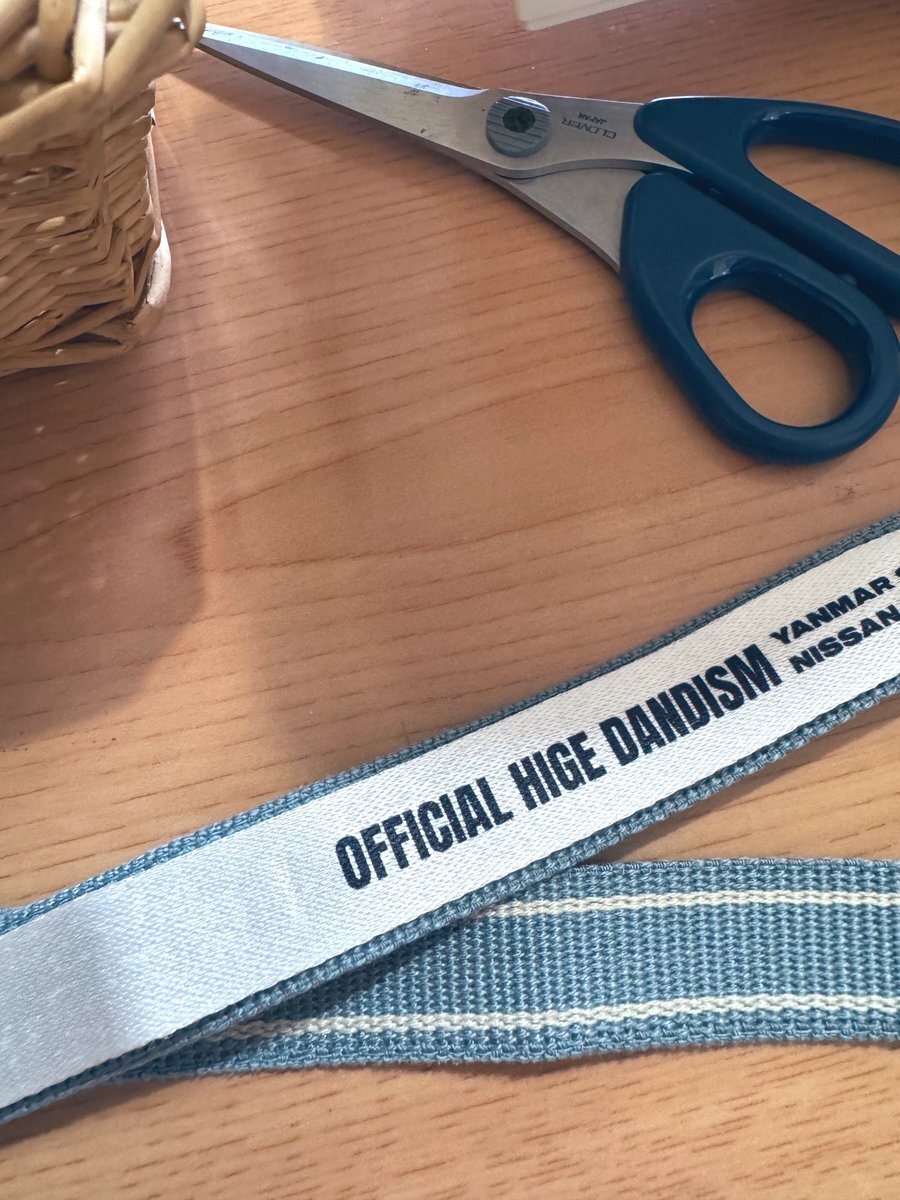 CLOVER
JAPAN
OFFICIAL HIGE DANDISM
YANMAR
NISSAN